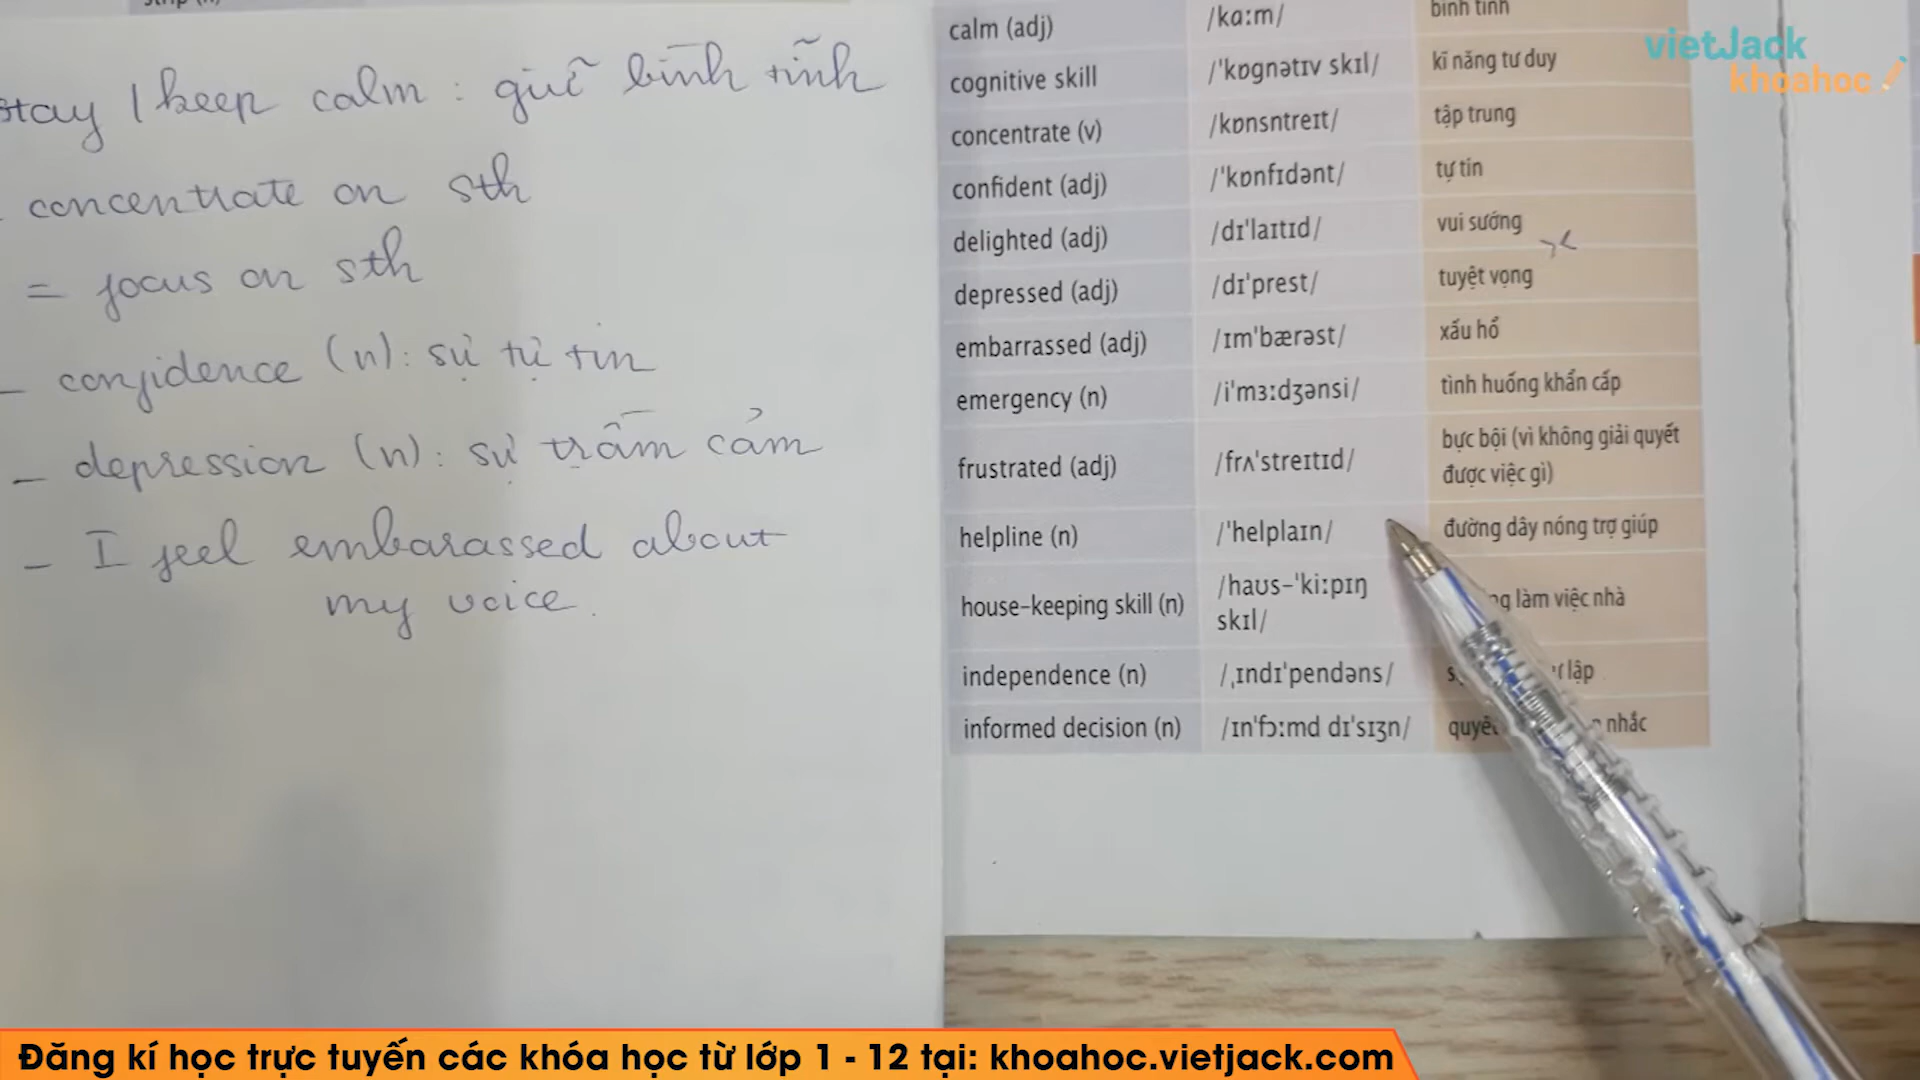 stay / keep calm : giữ bình tĩnh
concentrate on sth
= focus on sth
- confidence (n): sự tự tin
- depression (n): sự trầm cảm
- I feel embarassed about
my voice.
calm (adj) /kɑːm/ bình tĩnh
cognitive skill /ˈkɒɡnətɪv skɪl/ kĩ năng tư duy
concentrate (v) /kɒnsntreɪt/ tập trung
confident (adj) /ˈkɒnfɪdənt/ tự tin
delighted (adj) /dɪˈlaɪtɪd/ vui sướng
depressed (adj) /dɪˈprest/ tuyệt vọng
embarrassed (adj) /ɪmˈbærəst/ xấu hổ
emergency (n) /iˈmɜːdʒənsi/ tình huống khẩn cấp
frustrated (adj) /frʌˈstreɪtɪd/ bực bội (vì không giải quyết
được việc gì)
helpline (n) /ˈhelplaɪn/ đường dây nóng trợ giúp
house-keeping skill (n) /haʊs-ˈkiːpɪŋ
skɪl/ làm việc nhà
independence (n) /ˌɪndɪˈpendəns/ lập
informed decision (n) /ɪnˈfɔːmd dɪˈsɪʒn/ nhắc
vietJack
khoahoc
Đăng kí học trực tuyến các khóa học từ lớp 1 - 12 tại: khoahoc.vietjack.com